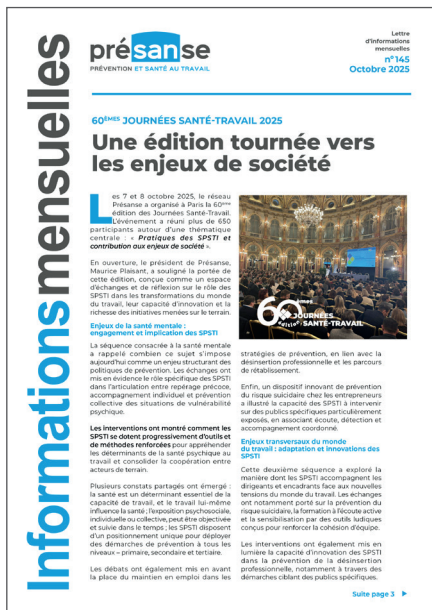 Informationsmensuelles
présanse
PRÉVENTION ET SANTÉ AU TRAVAIL
Lettre
d'informations
mensuelles
n°145
Octobre 2025
60ÈMES JOURNÉES SANTÉ-TRAVAIL 2025
Une édition tournée vers
les enjeux de société
Les 7 et 8 octobre 2025, le réseau
Présanse a organisé à Paris la 60ème
édition des Journées Santé-Travail.
L'événement a réuni plus de 650
participants autour d'une thématique
centrale : « Pratiques des SPSTI et
contribution aux enjeux de société ».
En ouverture, le président de Présanse,
Maurice Plaisant, a souligné la portée de
cette édition, conçue comme un espace
d'échanges et de réflexion sur le rôle des
SPSTI dans les transformations du monde
du travail, leur capacité d'innovation et la
richesse des initiatives menées sur le terrain.
Enjeux de la santé mentale :
engagement et implication des SPSTI
La séquence consacrée à la santé mentale
a rappelé combien ce sujet s'impose
aujourd'hui comme un enjeu structurant des
politiques de prévention. Les échanges ont
mis en évidence le rôle spécifique des SPSTI
dans l'articulation entre repérage précoce,
accompagnement individuel et prévention
collective des situations de vulnérabilité
psychique.
Les interventions ont montré comment les
SPSTI se dotent progressivement d'outils et
de méthodes renforcées pour appréhender
les déterminants de la santé psychique au
travail et consolider la coopération entre
acteurs de terrain.
Plusieurs constats partagés ont émergé :
la santé est un déterminant essentiel de la
capacité de travail, et le travail lui-même
influence la santé ; l'exposition psychosociale,
individuelle ou collective, peut être objectivée
et suivie dans le temps ; les SPSTI disposent
d'un positionnement unique pour déployer
des démarches de prévention à tous les
niveaux – primaire, secondaire et tertiaire.
Les débats ont également mis en avant
la place du maintien en emploi dans les
60èmes
JOURNÉES
SANTÉ-TRAVAIL
stratégies de prévention, en lien avec la
désinsertion professionnelle et les parcours
de rétablissement.
Enfin, un dispositif innovant de prévention
du risque suicidaire chez les entrepreneurs
a illustré la capacité des SPSTI à intervenir
sur des publics spécifiques particulièrement
exposés, en associant écoute, détection et
accompagnement coordonné.
Enjeux transversaux du monde
du travail : adaptation et innovations des
SPSTI
Cette deuxième séquence a exploré la
manière dont les SPSTI accompagnent les
dirigeants et encadrants face aux nouvelles
tensions du monde du travail. Les échanges
ont notamment porté sur la prévention du
risque suicidaire, la formation à l'écoute active
et la sensibilisation par des outils ludiques
conçus pour renforcer la cohésion d'équipe.
Les interventions ont également mis en
lumière la capacité d'innovation des SPSTI
dans la prévention de la désinsertion
professionnelle, notamment à travers des
démarches ciblant des publics spécifiques.
Suite page 3